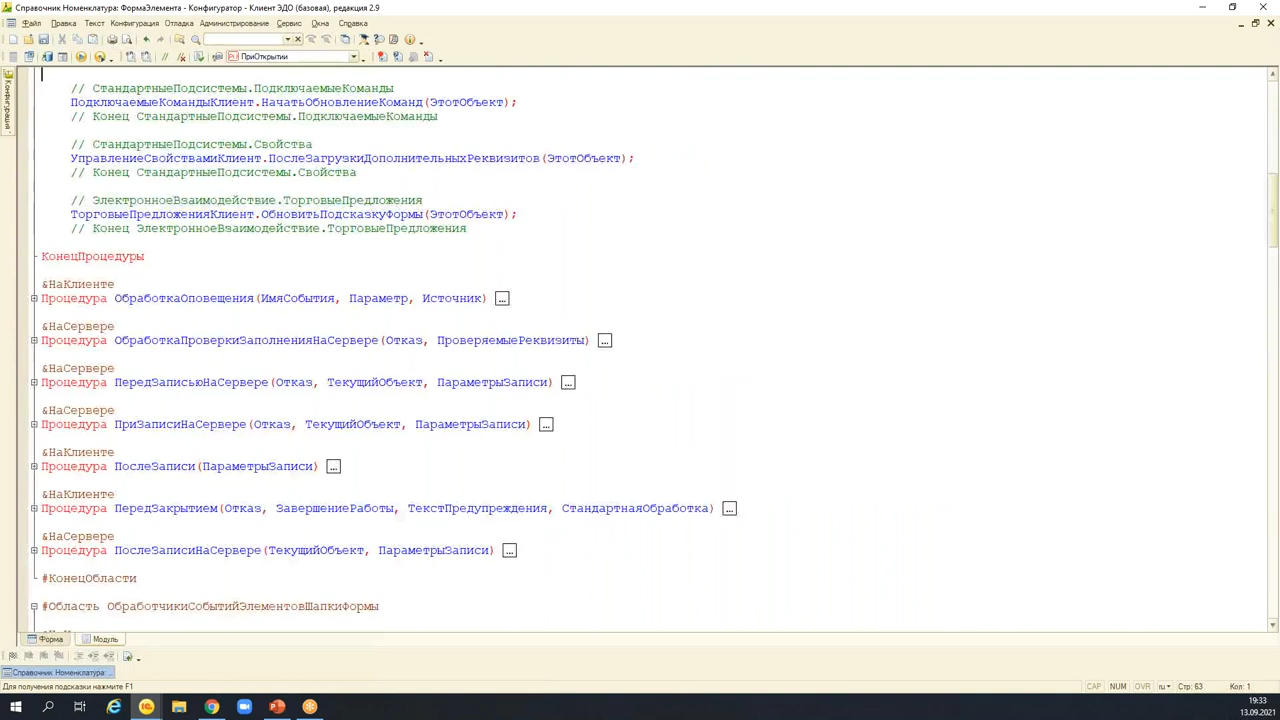 Справочник Номенклатура: ФормаЭлемента - Конфигуратор - Клиент ЭДО (базовая), редакция 2.9
Файл Правка Текст Конфигурация Отладка Администрирование Сервис Окна Справка
ПриОткрытии
Конфигурация
// СтандартныеПодсистемы.ПодключаемыеКоманды
ПодключаемыеКомандыКлиент.НачатьОбновлениеКоманд(ЭтотОбъект);
// Конец СтандартныеПодсистемы.ПодключаемыеКоманды
// СтандартныеПодсистемы.Свойства
УправлениеСвойствамиКлиент.ПослеЗагрузкиДополнительныхРеквизитов(ЭтотОбъект);
// Конец СтандартныеПодсистемы.Свойства
// ЭлектронноеВзаимодействие.ТорговыеПредложения
ТорговыеПредложенияКлиент.ОбновитьПодсказкуФормы(ЭтотОбъект);
// Конец ЭлектронноеВзаимодействие.ТорговыеПредложения
КонецПроцедуры
&НаКлиенте
Процедура ОбработкаОповещения(ИмяСобытия, Параметр, Источник) ...
&НаСервере
Процедура ОбработкаПроверкиЗаполненияНаСервере(Отказ, ПроверяемыеРеквизиты) ...
&НаСервере
Процедура ПередЗаписьюНаСервере(Отказ, ТекущийОбъект, ПараметрыЗаписи) ...
&НаСервере
Процедура ПриЗаписиНаСервере(Отказ, ТекущийОбъект, ПараметрыЗаписи) ...
&НаКлиенте
Процедура ПослеЗаписи(ПараметрыЗаписи) ...
&НаКлиенте
Процедура ПередЗакрытием(Отказ, ЗавершениеРаботы, ТекстПредупреждения, СтандартнаяОбработка) ...
&НаСервере
Процедура ПослеЗаписиНаСервере(ТекущийОбъект, ПараметрыЗаписи) ...
#КонецОбласти
#Область ОбработчикиСобытийЭлементовШапкиФормы
Форма Модуль
Справочник Номенклатура: ...
Для получения подсказки нажмите F1 CAP NUM OVR ru Стр: 63 Кол: 1
19:33
13.09.2021